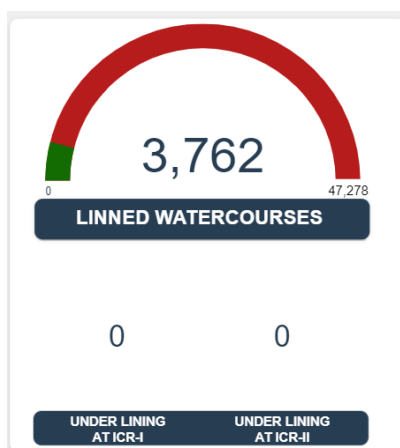 3,762
0 47,278
LINNED WATERCOURSES
0 0
UNDER LINING UNDER LINING
AT ICR-I AT ICR-II